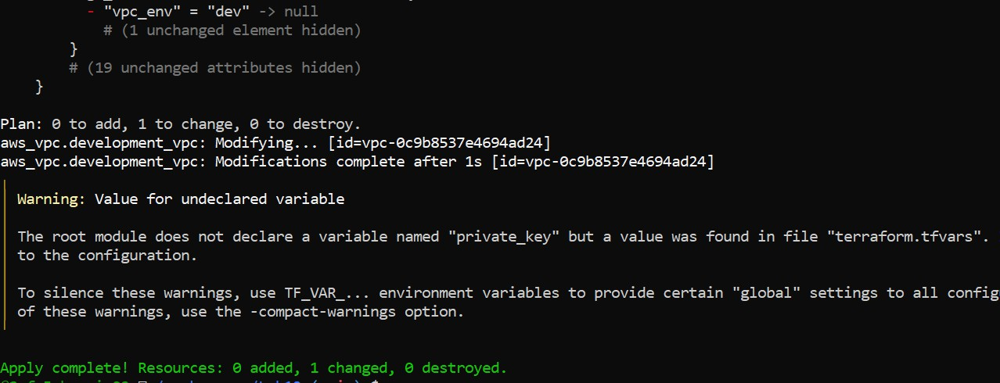 - "vpc_env" = "dev" -> null
# (1 unchanged element hidden)
}
# (19 unchanged attributes hidden)
}
Plan: 0 to add, 1 to change, 0 to destroy.
aws_vpc.development_vpc: Modifying... [id=vpc-0c9b8537e4694ad24]
aws_vpc.development_vpc: Modifications complete after 1s [id=vpc-0c9b8537e4694ad24]
Warning: Value for undeclared variable
The root module does not declare a variable named "private_key" but a value was found in file "terraform.tfvars".
to the configuration.
To silence these warnings, use TF_VAR_... environment variables to provide certain "global" settings to all config
of these warnings, use the -compact-warnings option.
Apply complete! Resources: 0 added, 1 changed, 0 destroyed.